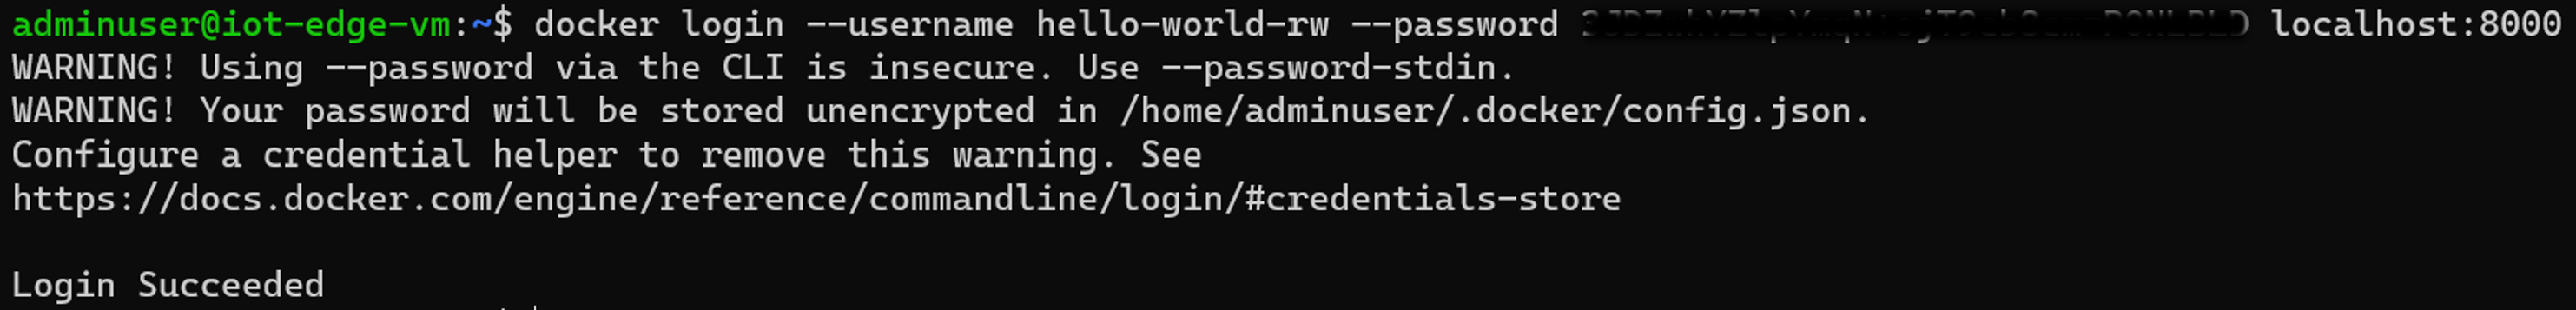 adminuser@iot-edge-vm:~$ docker login --username hello-world-rw --password localhost:8000
WARNING! Using --password via the CLI is insecure. Use --password-stdin.
WARNING! Your password will be stored unencrypted in /home/adminuser/.docker/config.json.
Configure a credential helper to remove this warning. See
https://docs.docker.com/engine/reference/commandline/login/#credentials-store
Login Succeeded